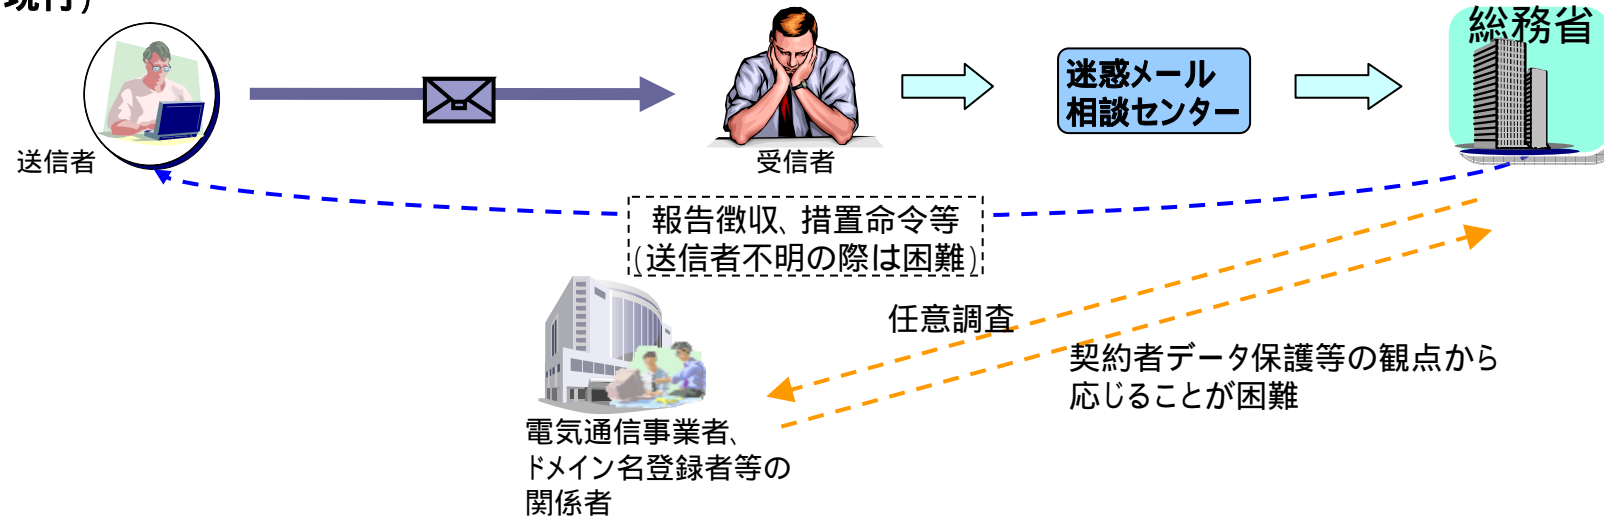 現行)
総務省
迷惑メール
相談センター
送信者
受信者
報告徴収、措置命令等
(送信者不明の際は困難)
任意調査
契約者データ保護等の観点から
応じることが困難
電気通信事業者、
ドメイン名登録者等の
関係者